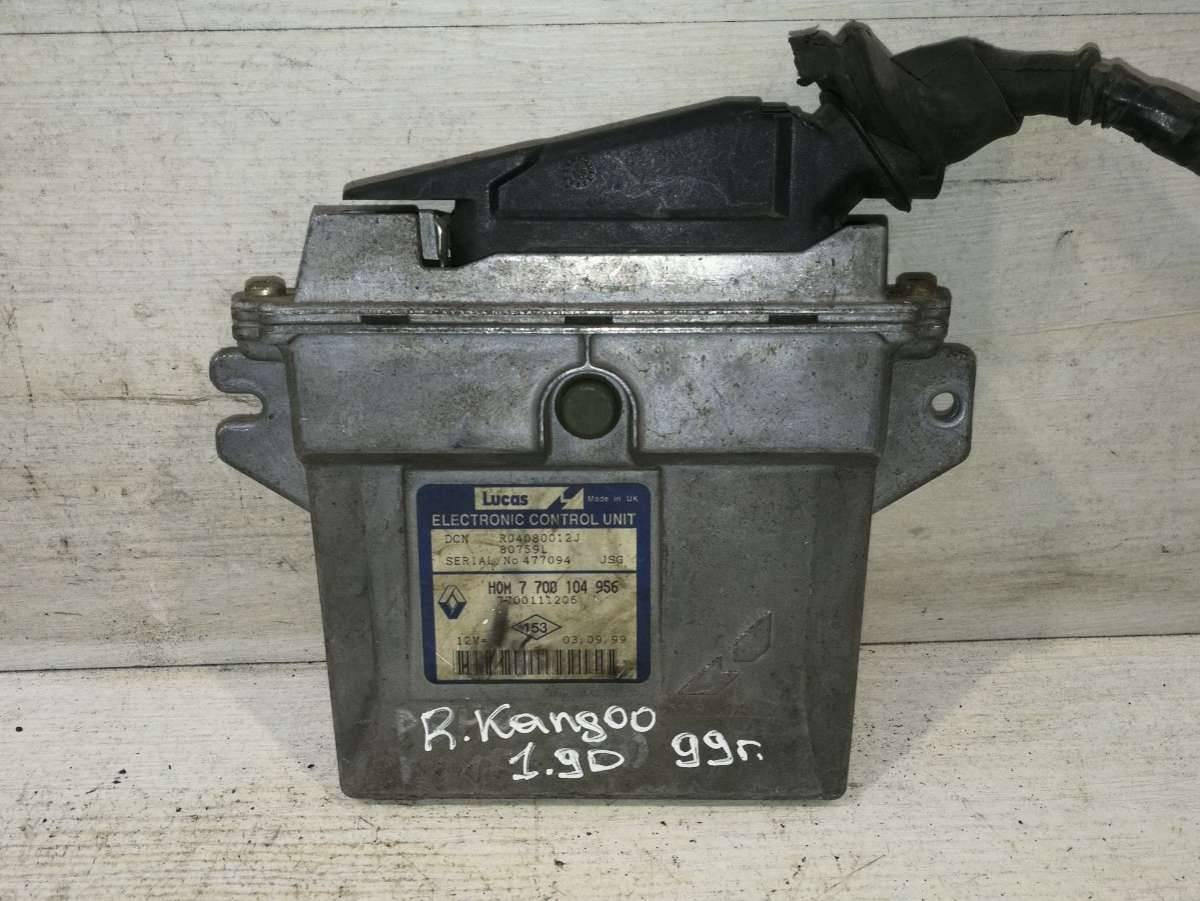 Lucas Made in UK
ELECTRONIC CONTROL UNIT
DCN R04080012J
80759L
SERIAL No 477094 JSG
HOM 7 700 104 956
7700111206
153
12V= 03.09.99
R.Kangoo
1.9D 99г.